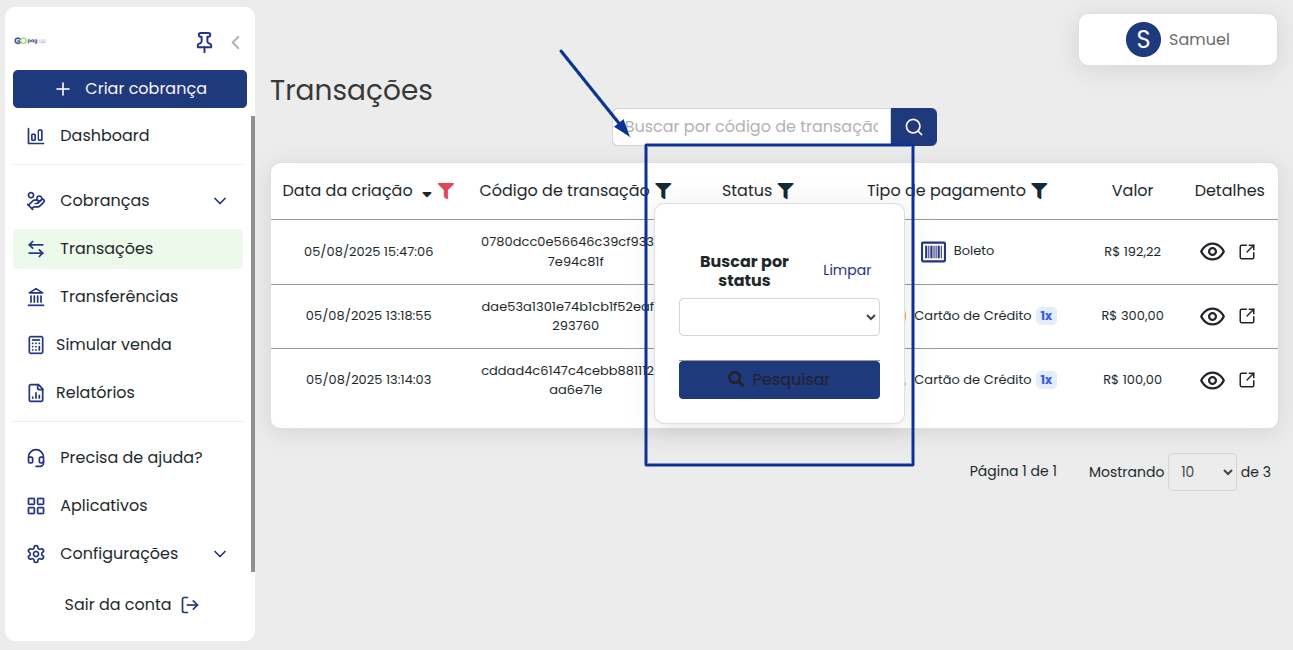 GO pag
S Samuel
Criar cobrança
Transações
Buscar por código de transação
Dashboard
Cobranças
Transações
Transferências
Simular venda
Relatórios
Precisa de ajuda?
Aplicativos
Configurações
Sair da conta
Data da criação Código de transação Status Tipo de pagamento Valor Detalhes
05/08/2025 15:47:06 0780dcc0e56646c39cf933 Boleto R$ 192,22
7e94c81f
05/08/2025 13:18:55 dae53a1301e74b1cb1f52eaf Cartão de Crédito 1x R$ 300,00
293760
05/08/2025 13:14:03 cddad4c6147c4cebb881112 Cartão de Crédito 1x R$ 100,00
aa6e71e
Buscar por
status
Limpar
Pesquisar
Página 1 de 1 Mostrando 10 de 3